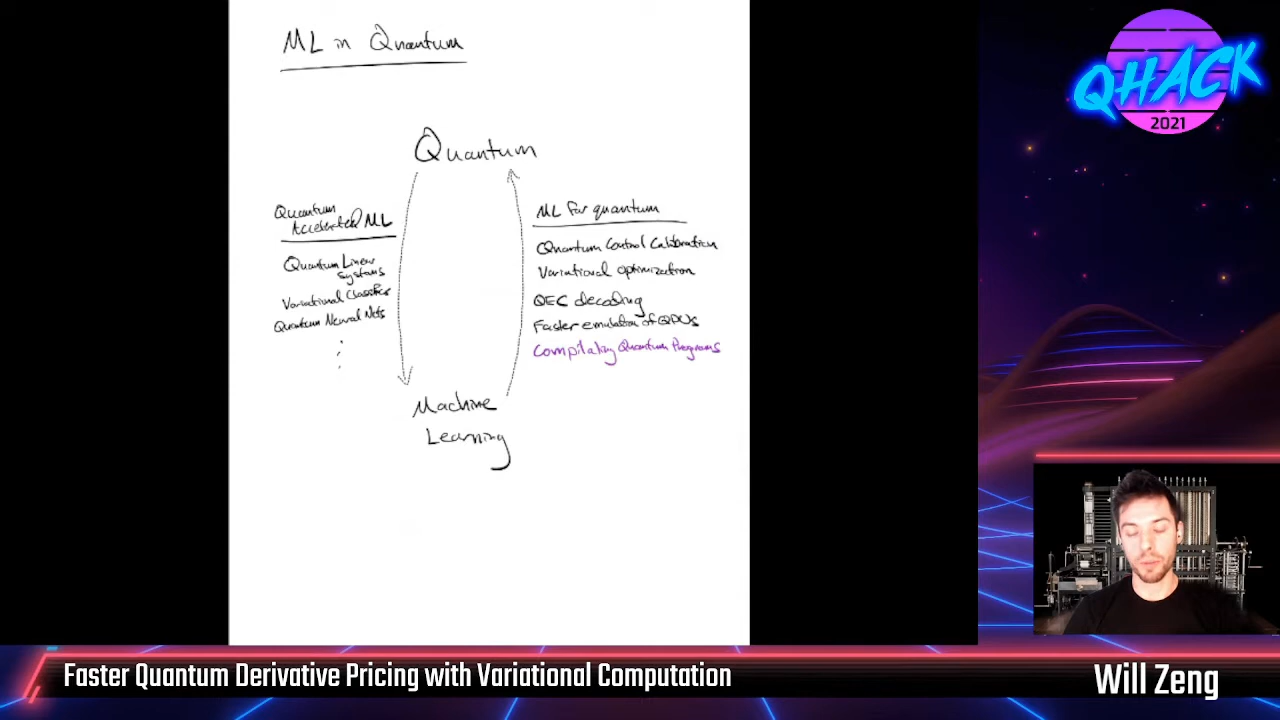 ML in Quantum
Quantum
Quantum
Accelerated ML
Quantum Linear
Systems
Variational Classifier
Quantum Neural Nets
ML for quantum
Quantum Control Calibration
Variational optimization
QEC decoding
Faster emulation of QPUs
Compilating Quantum Programs
Machine
Learning
QHACK
2021
Faster Quantum Derivative Pricing with Variational Computation
Will Zeng